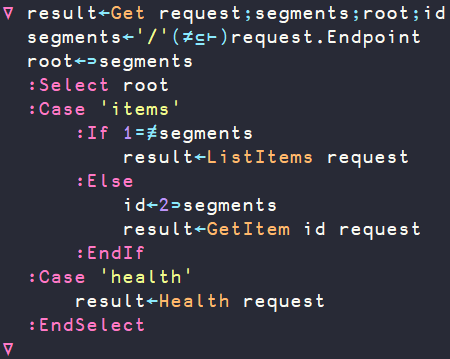 ∇ result←Get request;segments;root;id
segments←'/'(≠⊆⊢)request.Endpoint
root←⊃segments
:Select root
:Case 'items'
:If 1=≢segments
result←ListItems request
:Else
id←2⊃segments
result←GetItem id request
:EndIf
:Case 'health'
result←Health request
:EndSelect
∇